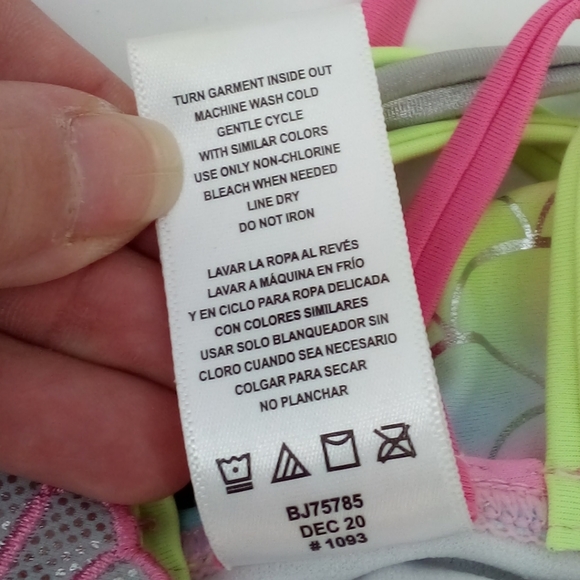 TURN GARMENT INSIDE OUT
MACHINE WASH COLD
GENTLE CYCLE
WITH SIMILAR COLORS
USE ONLY NON-CHLORINE
BLEACH WHEN NEEDED
LINE DRY
DO NOT IRON
LAVAR LA ROPA AL REVÉS
LAVAR A MÁQUINA EN FRÍO
Y EN CICLO PARA ROPA DELICADA
CON COLORES SIMILARES
USAR SOLO BLANQUEADOR SIN
CLORO CUANDO SEA NECESARIO
COLGAR PARA SECAR
NO PLANCHAR
BJ75785
DEC 20
# 1093